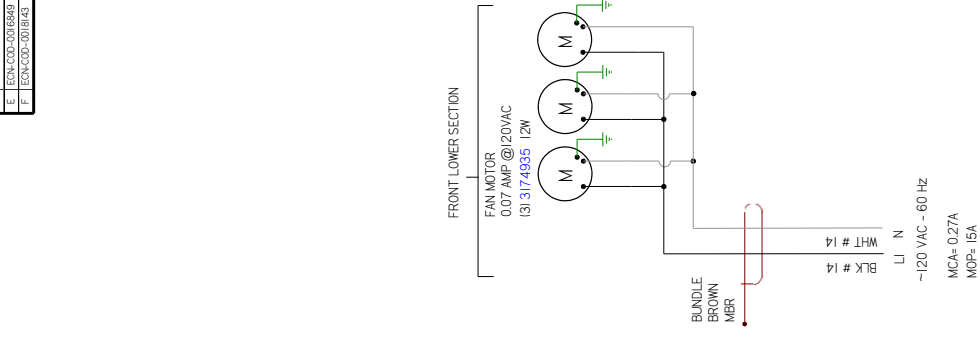 E ECN-COD-0016849
F ECN-COD-0018143
FRONT LOWER SECTION
FAN MOTOR
0.07 AMP @120VAC
(3) 3174935 12W
M
M
M
BUNDLE
BROWN
MBR
WHT # 14
BLK # 14
L1 N
~120 VAC - 60 Hz
MCA= 0.27A
MOP= 15A